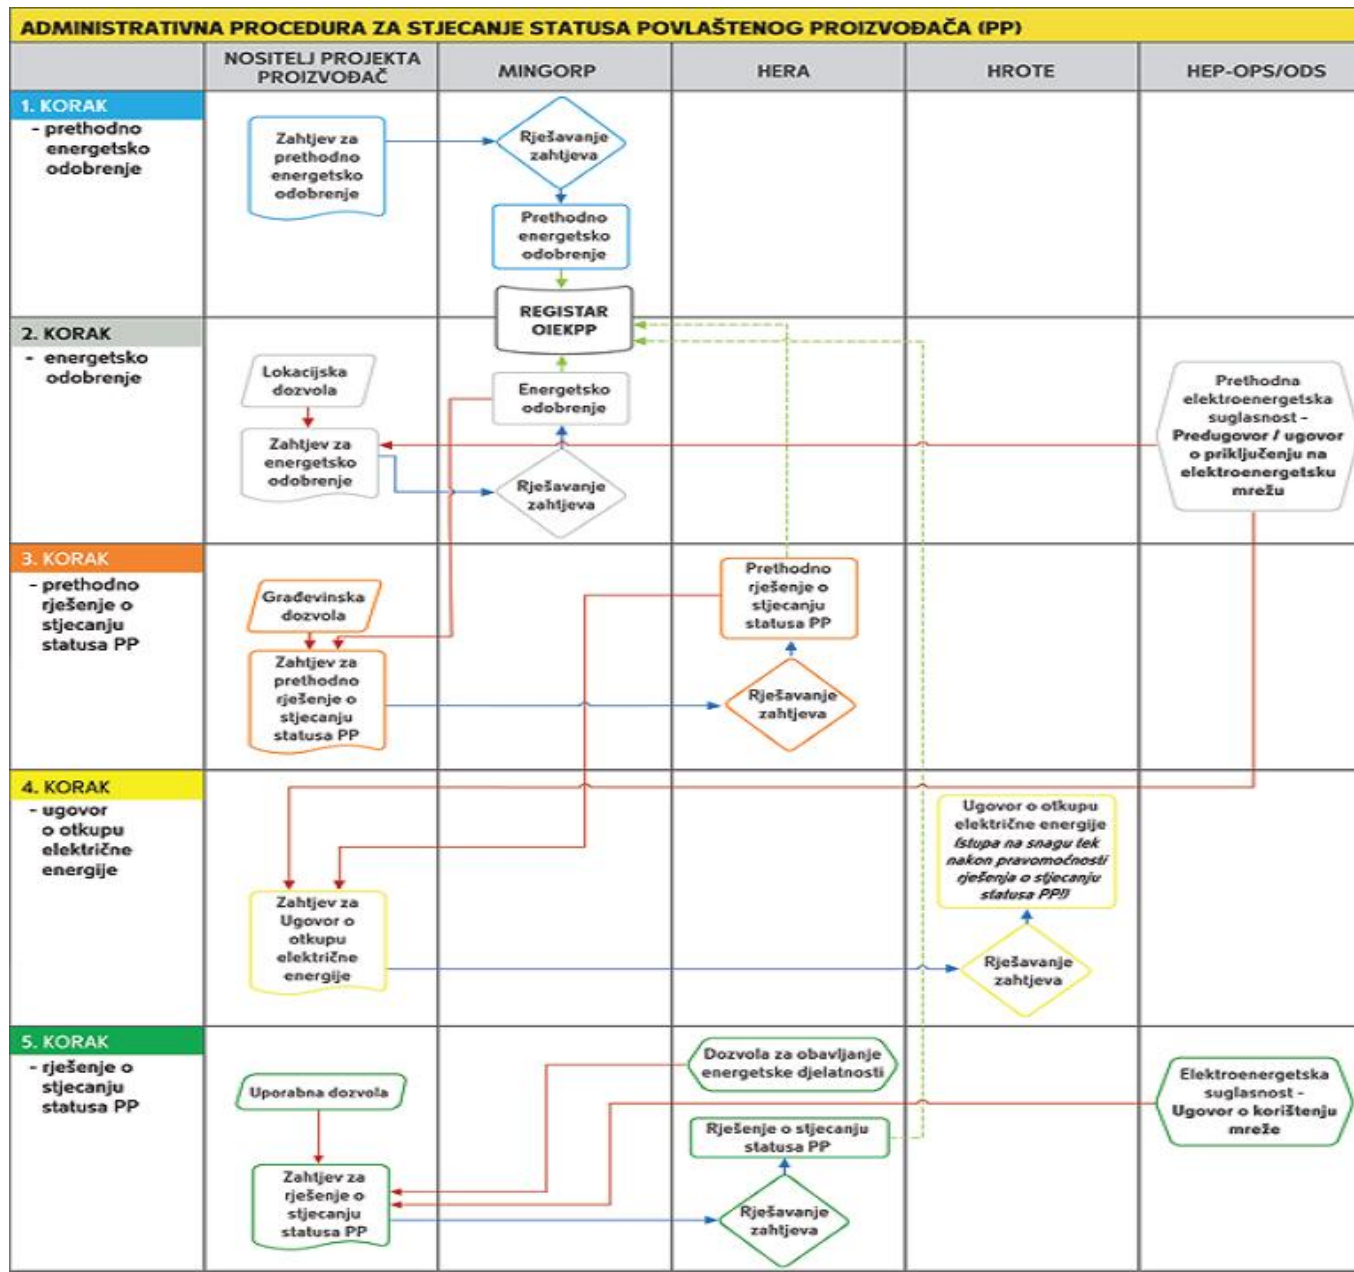 ADMINISTRATIVNA PROCEDURA ZA STJECANJE STATUSA POVLAŠTENOG PROIZVOĐAČA (PP)
NOSITELJ PROJEKTA
PROIZVOĐAČ
MINGORP
HERA
HROTE
HEP-OPS/ODS
1. KORAK
- prethodno
energetsko
odobrenje
Zahtjev za
prethodno
energetsko
odobrenje
Rješavanje
zahtjeva
Prethodno
energetsko
odobrenje
REGISTAR
OIEKPP
2. KORAK
- energetsko
odobrenje
Lokacijska
dozvola
Zahtjev za
energetsko
odobrenje
Energetsko
odobrenje
Rješavanje
zahtjeva
Prethodna
elektroenergetska
suglasnost -
Predugovor / ugovor
o priključenju na
elektroenergetsku
mrežu
3. KORAK
- prethodno
rješenje o
stjecanju
statusa PP
Građevinska
dozvola
Zahtjev za
prethodno
rješenje o
stjecanju
statusa PP
Prethodno
rješenje o
stjecanju
statusa PP
Rješavanje
zahtjeva
4. KORAK
- ugovor
o otkupu
električne
energije
Zahtjev za
Ugovor o
otkupu
električne
energije
Ugovor o otkupu
električne energije
(stupa na snagu tek
nakon pravomoćnosti
rješenja o stjecanju
statusa PP!)
Rješavanje
zahtjeva
5. KORAK
- rješenje o
stjecanju
statusa PP
Uporabna dozvola
Zahtjev za
rješenje o
stjecanju
statusa PP
Dozvola za obavljanje
energetske djelatnosti
Rješenje o stjecanju
statusa PP
Rješavanje
zahtjeva
Elektroenergetska
suglasnost -
Ugovor o korištenju
mreže